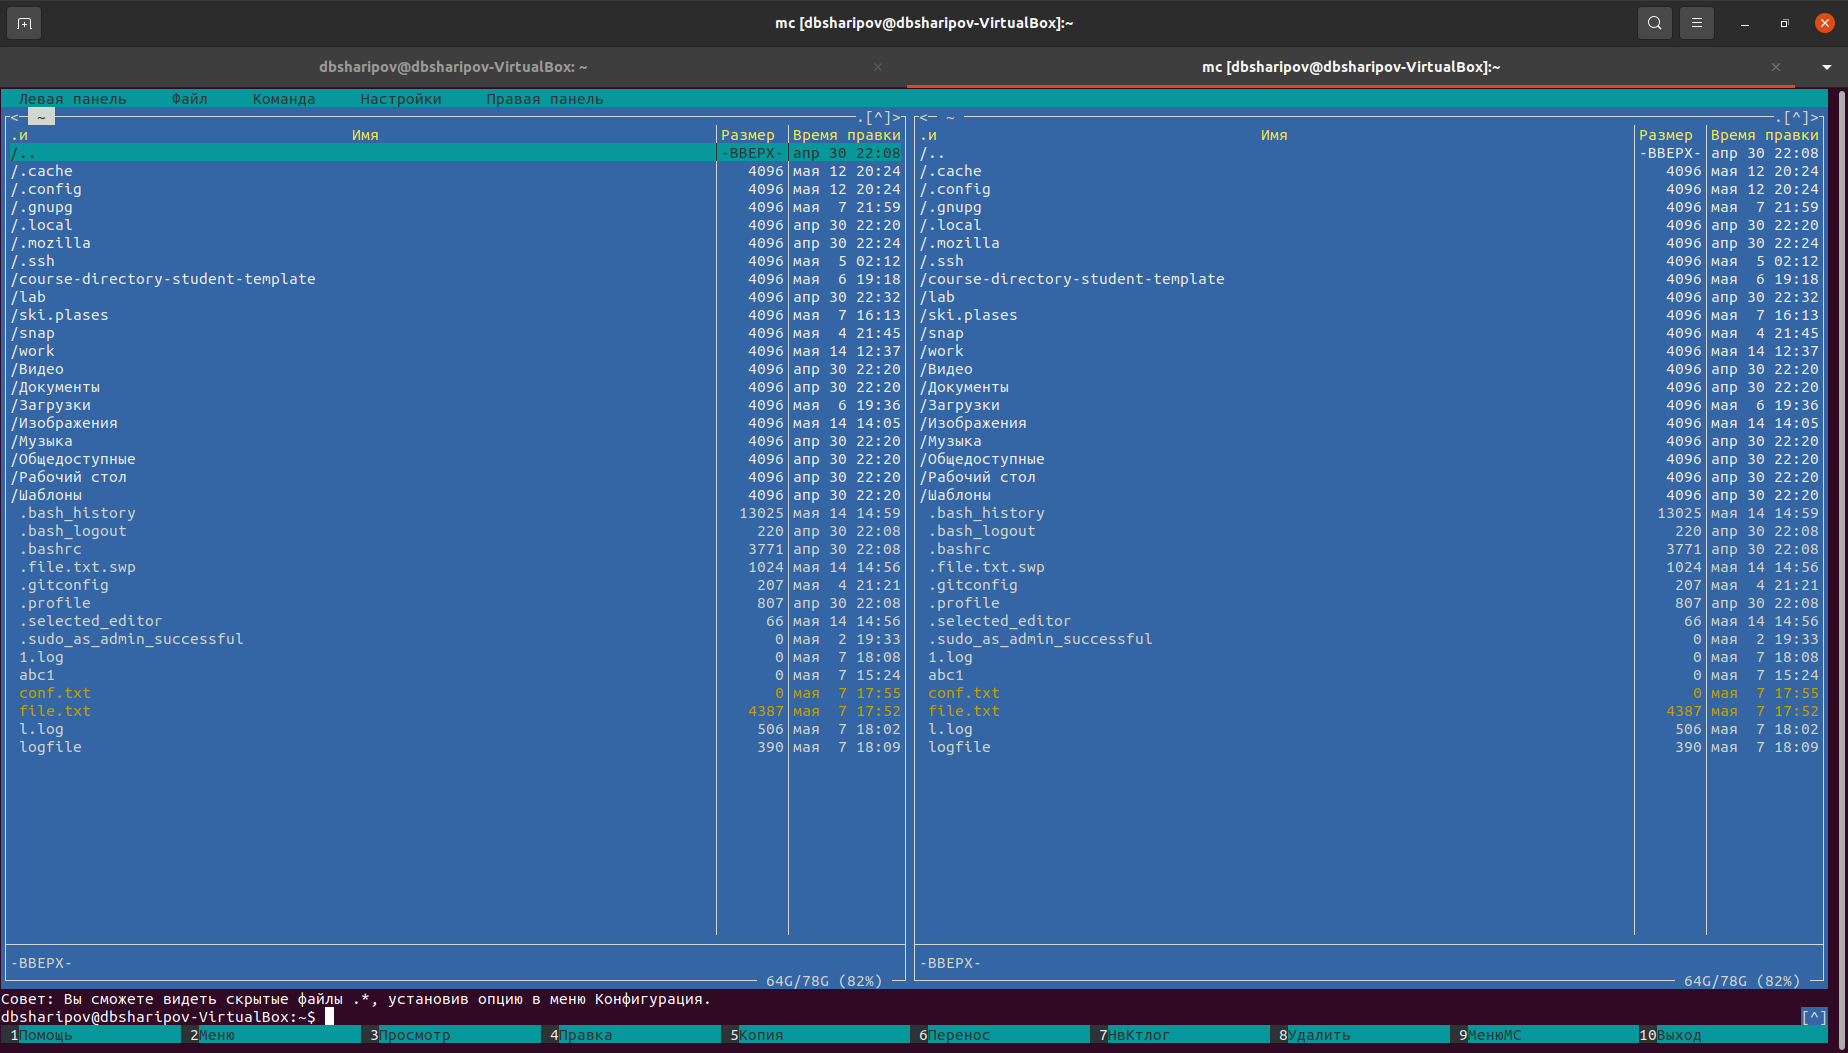 mc [dbsharipov@dbsharipov-VirtualBox]:~
dbsharipov@dbsharipov-VirtualBox: ~ mc [dbsharipov@dbsharipov-VirtualBox]:~
Левая панель Файл Команда Настройки Правая панель
<─ ~ .[^]> <─ ~ .[^]>
.и Имя Размер Время правки .и Имя Размер Время правки
/.. -ВВЕРХ- апр 30 22:08 /.. -ВВЕРХ- апр 30 22:08
/.cache 4096 мая 12 20:24 /.cache 4096 мая 12 20:24
/.config 4096 мая 12 20:24 /.config 4096 мая 12 20:24
/.gnupg 4096 мая 7 21:59 /.gnupg 4096 мая 7 21:59
/.local 4096 апр 30 22:20 /.local 4096 апр 30 22:20
/.mozilla 4096 апр 30 22:24 /.mozilla 4096 апр 30 22:24
/.ssh 4096 мая 5 02:12 /.ssh 4096 мая 5 02:12
/course-directory-student-template 4096 мая 6 19:18 /course-directory-student-template 4096 мая 6 19:18
/lab 4096 апр 30 22:32 /lab 4096 апр 30 22:32
/ski.plases 4096 мая 7 16:13 /ski.plases 4096 мая 7 16:13
/snap 4096 мая 4 21:45 /snap 4096 мая 4 21:45
/work 4096 мая 14 12:37 /work 4096 мая 14 12:37
/Видео 4096 апр 30 22:20 /Видео 4096 апр 30 22:20
/Документы 4096 апр 30 22:20 /Документы 4096 апр 30 22:20
/Загрузки 4096 мая 6 19:36 /Загрузки 4096 мая 6 19:36
/Изображения 4096 мая 14 14:05 /Изображения 4096 мая 14 14:05
/Музыка 4096 апр 30 22:20 /Музыка 4096 апр 30 22:20
/Общедоступные 4096 апр 30 22:20 /Общедоступные 4096 апр 30 22:20
/Рабочий стол 4096 апр 30 22:20 /Рабочий стол 4096 апр 30 22:20
/Шаблоны 4096 апр 30 22:20 /Шаблоны 4096 апр 30 22:20
.bash_history 13025 мая 14 14:59 .bash_history 13025 мая 14 14:59
.bash_logout 220 апр 30 22:08 .bash_logout 220 апр 30 22:08
.bashrc 3771 апр 30 22:08 .bashrc 3771 апр 30 22:08
.file.txt.swp 1024 мая 14 14:56 .file.txt.swp 1024 мая 14 14:56
.gitconfig 207 мая 4 21:21 .gitconfig 207 мая 4 21:21
.profile 807 апр 30 22:08 .profile 807 апр 30 22:08
.selected_editor 66 мая 14 14:56 .selected_editor 66 мая 14 14:56
.sudo_as_admin_successful 0 мая 2 19:33 .sudo_as_admin_successful 0 мая 2 19:33
1.log 0 мая 7 18:08 1.log 0 мая 7 18:08
abc1 0 мая 7 15:24 abc1 0 мая 7 15:24
conf.txt 0 мая 7 17:55 conf.txt 0 мая 7 17:55
file.txt 4387 мая 7 17:52 file.txt 4387 мая 7 17:52
l.log 506 мая 7 18:02 l.log 506 мая 7 18:02
logfile 390 мая 7 18:09 logfile 390 мая 7 18:09
-ВВЕРХ- -ВВЕРХ-
64G/78G (82%) 64G/78G (82%)
Совет: Вы сможете видеть скрытые файлы .*, установив опцию в меню Конфигурация.
dbsharipov@dbsharipov-VirtualBox:~$ [^]
1Помощь 2Меню 3Просмотр 4Правка 5Копия 6Перенос 7НвКтлог 8Удалить 9МенюMC 10Выход